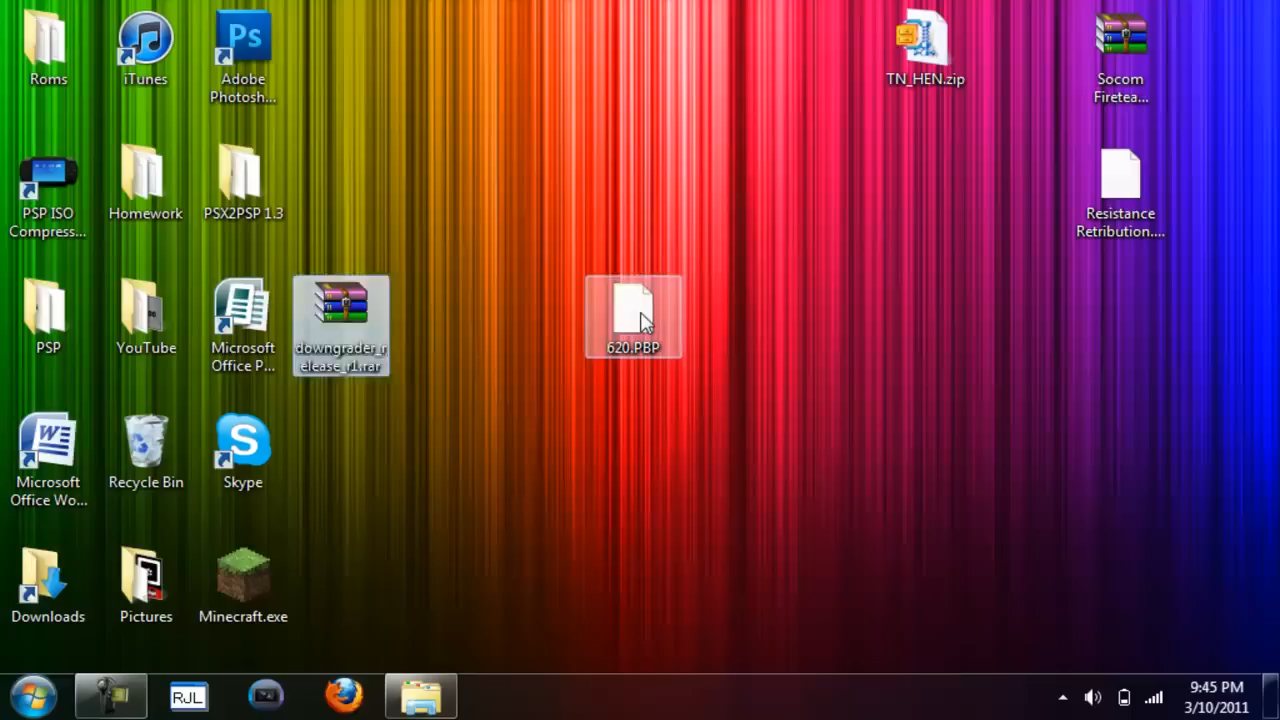 Roms
iTunes
Ps
Adobe
Photosh...
TN_HEN.zip
Socom
Firetea...
PSP ISO
Compress...
Homework
PSX2PSP 1.3
Resistance
Retribution....
PSP
YouTube
Microsoft
Office P...
downgrader_r
elease_r1.rar
620.PBP
W
Microsoft
Office Wo...
Recycle Bin
S
Skype
Downloads
Pictures
Minecraft.exe
RJL
9:45 PM
3/10/2011